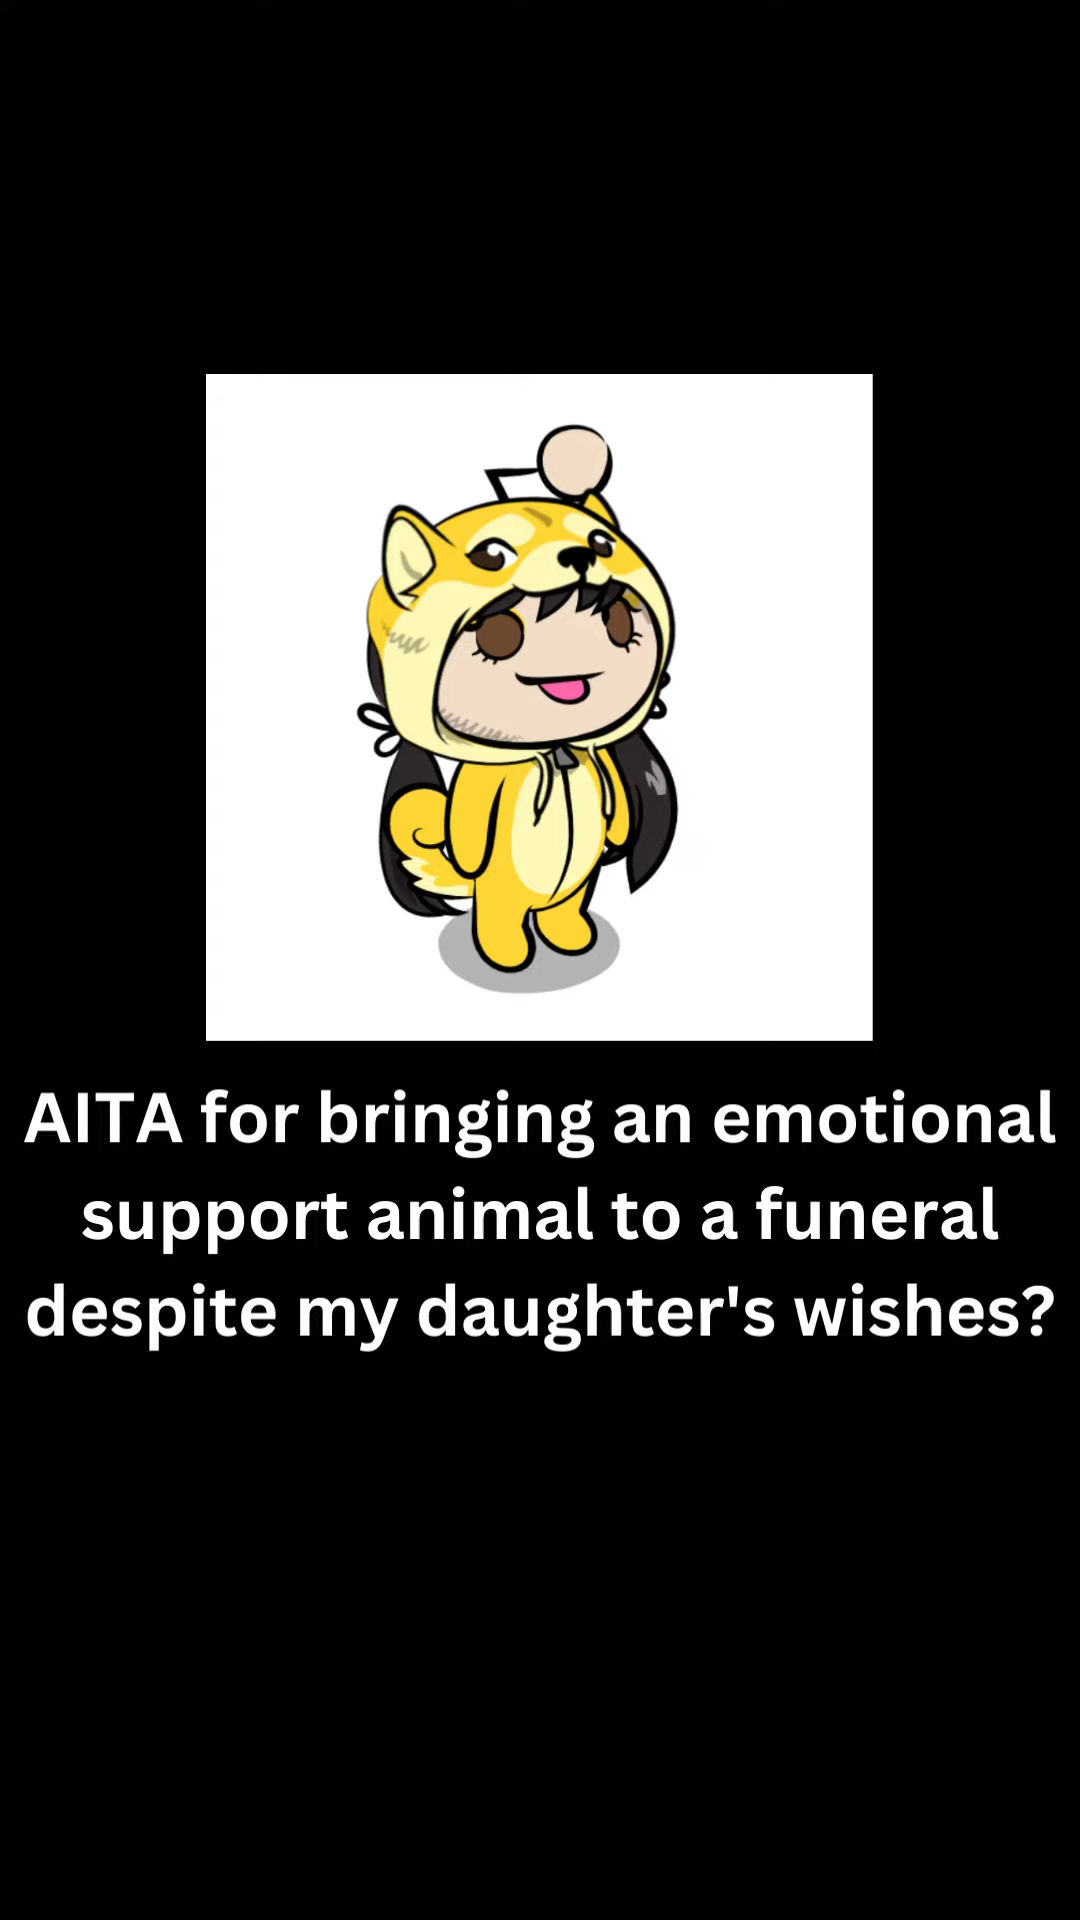 AITA for bringing an emotional
support animal to a funeral
despite my daughter's wishes?